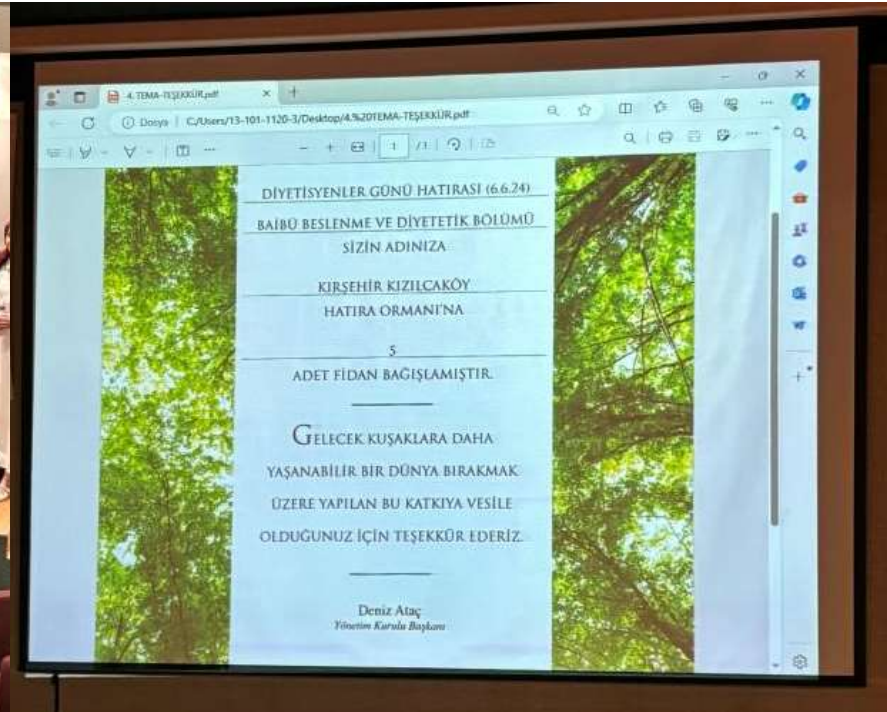 4. TEMA-TEŞEKKÜR.pdf
Dosya | C:/Users/13-101-1120-3/Desktop/4.%20TEMA-TEŞEKKÜR.pdf
1 /1
DİYETİSYENLER GÜNÜ HATIRASI (6.6.24)
BAİBÜ BESLENME VE DİYETETİK BÖLÜMÜ
SİZİN ADINIZA
KIRŞEHİR KIZILCAKÖY
HATIRA ORMANI'NA
5
ADET FİDAN BAĞIŞLAMIŞTIR.
GELECEK KUŞAKLARA DAHA
YAŞANABİLİR BİR DÜNYA BIRAKMAK
ÜZERE YAPILAN BU KATKIYA VESİLE
OLDUĞUNUZ İÇİN TEŞEKKÜR EDERİZ.
Deniz Ataç
Yönetim Kurulu Başkanı